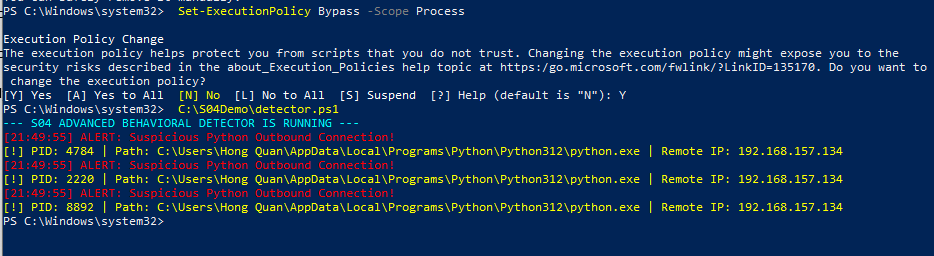 PS C:\Windows\system32>  Set-ExecutionPolicy Bypass -Scope Process
Execution Policy Change
The execution policy helps protect you from scripts that you do not trust. Changing the execution policy might expose you to the
security risks described in the about_Execution_Policies help topic at https:/go.microsoft.com/fwlink/?LinkID=135170. Do you want to
 change the execution policy?
[Y] Yes  [A] Yes to All  [N] No  [L] No to All  [S] Suspend  [?] Help (default is "N"): Y
PS C:\Windows\system32>  C:\S04Demo\detector.ps1
--- S04 ADVANCED BEHAVIORAL DETECTOR IS RUNNING ---
[21:49:55] ALERT: Suspicious Python Outbound Connection!
[!] PID: 4784 | Path: C:\Users\Hong Quan\AppData\Local\Programs\Python\Python312\python.exe | Remote IP: 192.168.157.134
[21:49:55] ALERT: Suspicious Python Outbound Connection!
[!] PID: 2220 | Path: C:\Users\Hong Quan\AppData\Local\Programs\Python\Python312\python.exe | Remote IP: 192.168.157.134
[21:49:55] ALERT: Suspicious Python Outbound Connection!
[!] PID: 8892 | Path: C:\Users\Hong Quan\AppData\Local\Programs\Python\Python312\python.exe | Remote IP: 192.168.157.134
PS C:\Windows\system32>